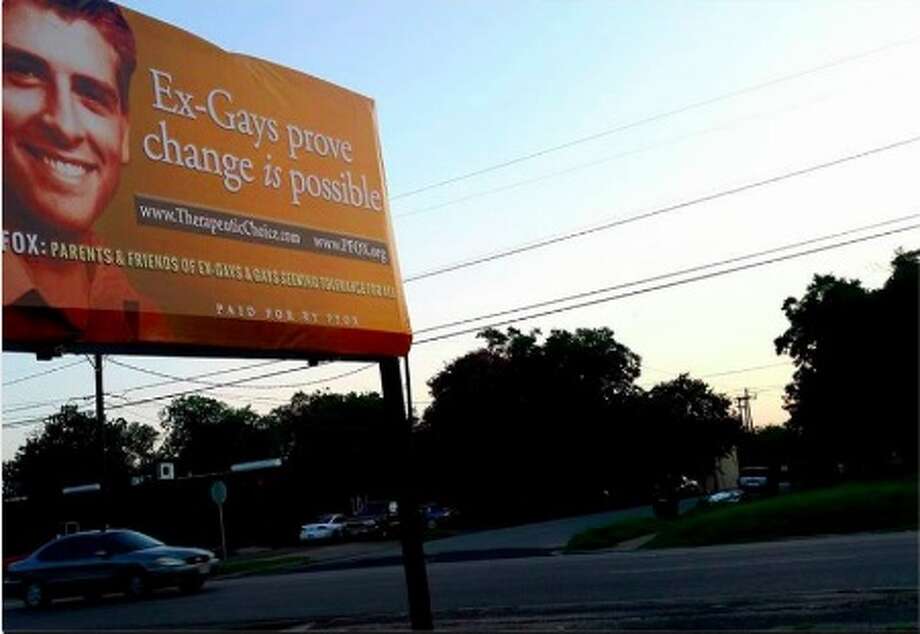 Ex-Gays prove
change is possible
www.TherapeuticChoice.com www.PFOX.org
FOX: PARENTS & FRIENDS OF EX-GAYS & GAYS SEEKING TOLERANCE FOR ALL
PAID FOR BY PFOX